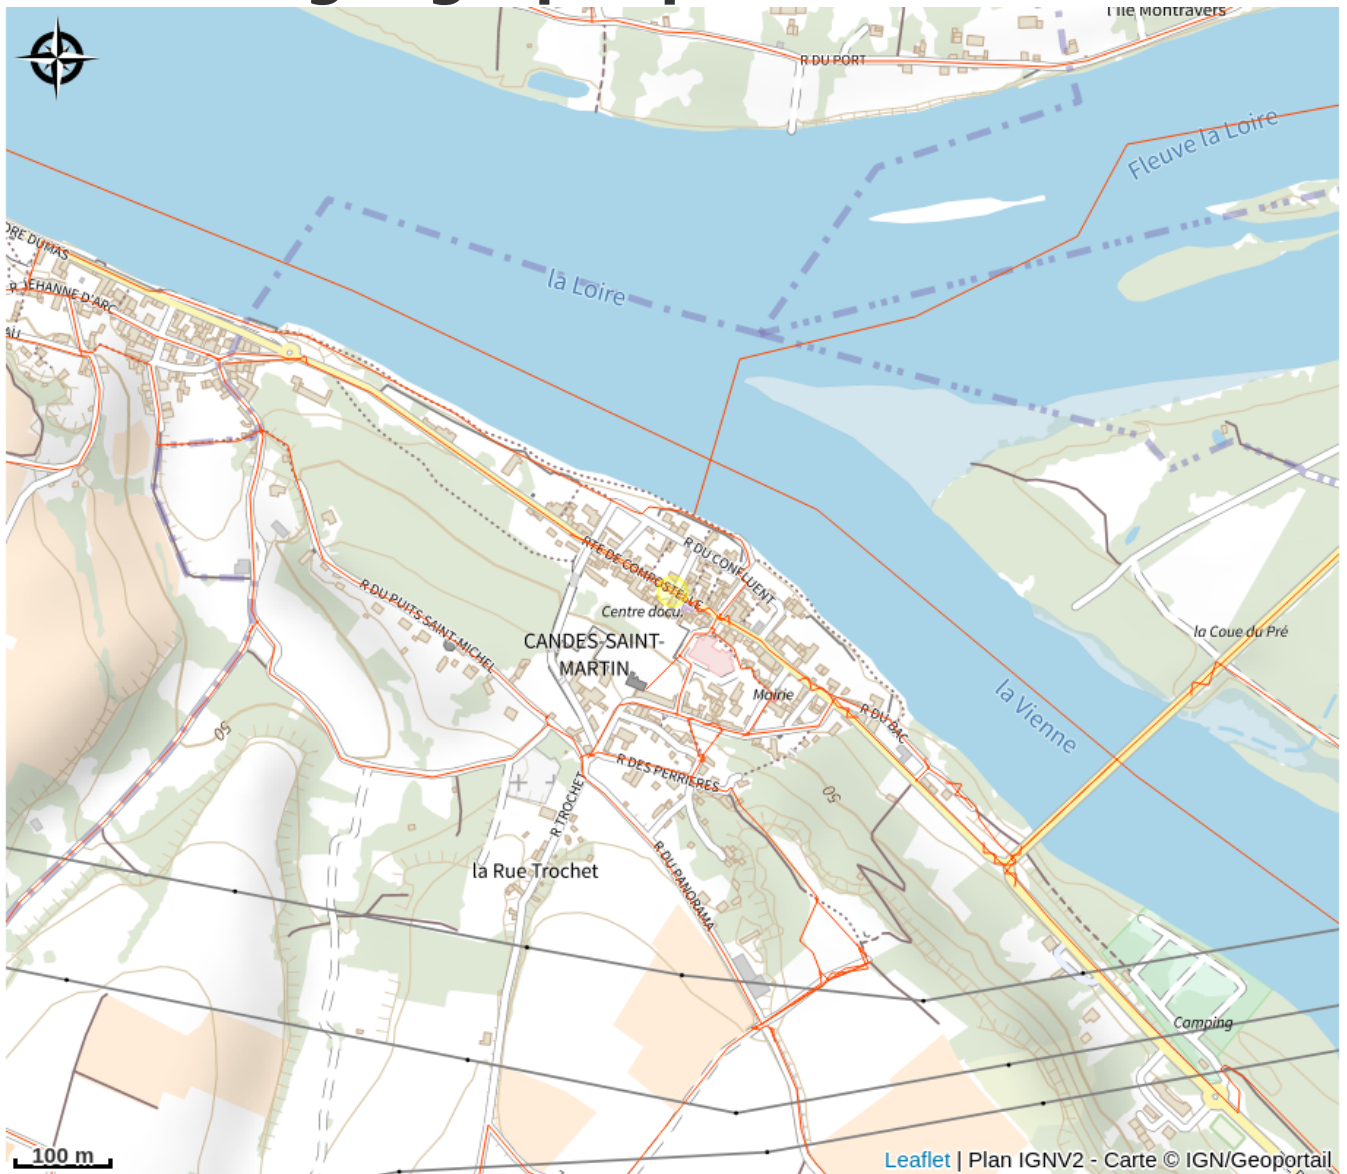 l'Île Montravers
R DU PORT
Fleuve la Loire
la Loire
DRE DUMAS
R JEHANNE D'ARC
AU
RTE DE COMPOSTELLE
R DU CONFLUENT
Centre docu.
CANDES-SAINT-
MARTIN
R DU PUITS SAINT-MICHEL
la Coue du Pré
Mairie
la Vienne
R DU BAC
50
R DES PERRIERES
50
R TROCHET
la Rue Trochet
R DU PANORAMA
Camping
100 m
Leaflet | Plan IGNV2 - Carte © IGN/Geoportail